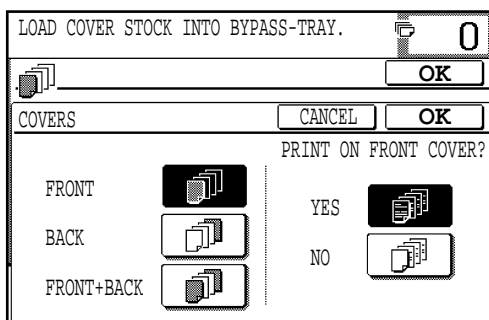 LOAD COVER STOCK INTO BYPASS-TRAY.
0
OK
COVERS
CANCEL
OK
PRINT ON FRONT COVER?
FRONT
YES
BACK
NO
FRONT+BACK